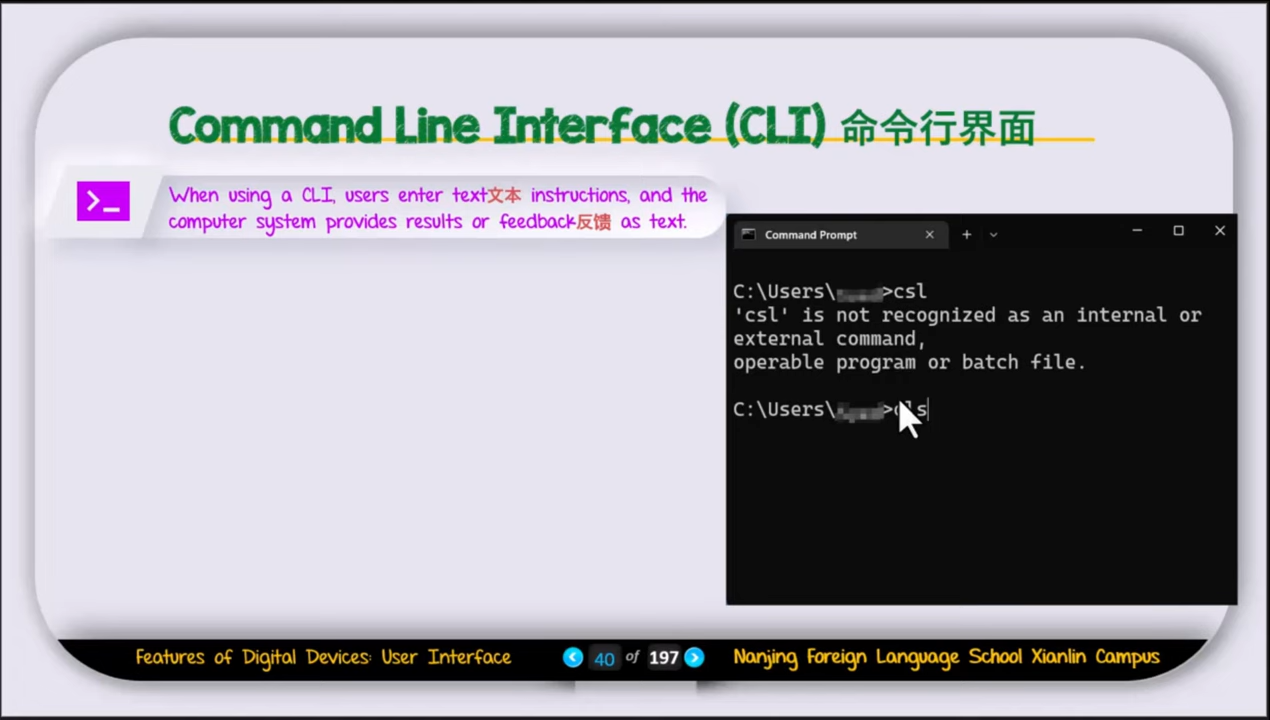 Command Line Interface (CLI) 命令行界面
When using a CLI, users enter text文本 instructions, and the
computer system provides results or feedback反馈 as text.
Command Prompt
C:\Users\ >csl
'csl' is not recognized as an internal or
external command,
operable program or batch file.
C:\Users\ >cls
Features of Digital Devices: User Interface
40 of 197
Nanjing Foreign Language School Xianlin Campus